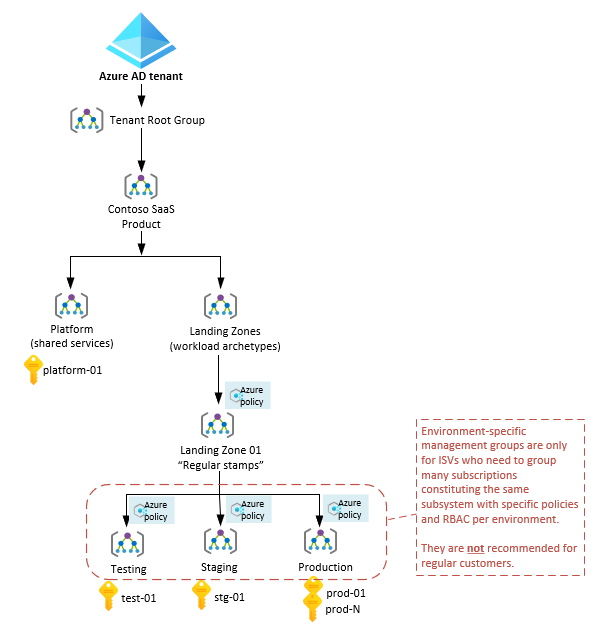 Azure AD tenant
Tenant Root Group
Contoso SaaS
Product
Platform
(shared services)
platform-01
Landing Zones
(workload archetypes)
Azure
policy
Landing Zone 01
“Regular stamps”
Environment-specific
management groups are only
for ISVs who need to group
many subscriptions
constituting the same
subsystem with specific policies
and RBAC per environment.
They are not recommended for
regular customers.
Azure
policy
Azure
policy
Azure
policy
Testing
Staging
Production
test-01
stg-01
prod-01
prod-N